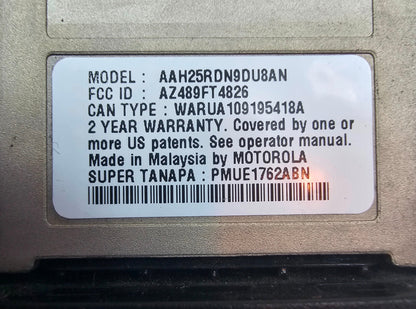 MODEL : AAH25RDN9DU8AN
FCC ID : AZ489FT4826
CAN TYPE : WARUA109195418A
2 YEAR WARRANTY. Covered by one or
more US patents. See operator manual.
Made in Malaysia by MOTOROLA
SUPER TANAPA : PMUE1762ABN